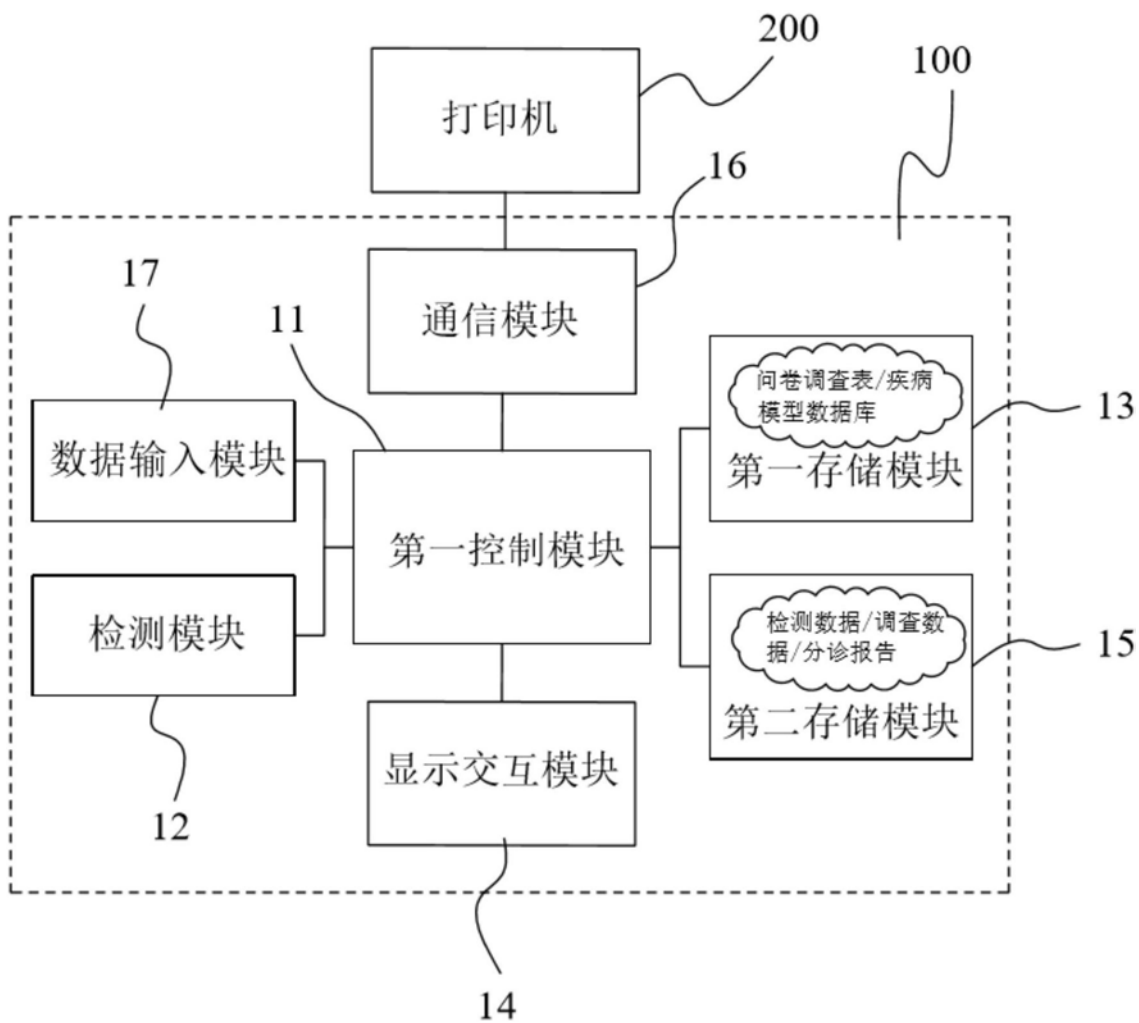 200
100
打印机
16
17
11
通信模块
问卷调查表/疾病
模型数据库
13
数据输入模块
第一存储模块
第一控制模块
检测模块
检测数据/调查数
据/分诊报告
15
第二存储模块
显示交互模块
12
14